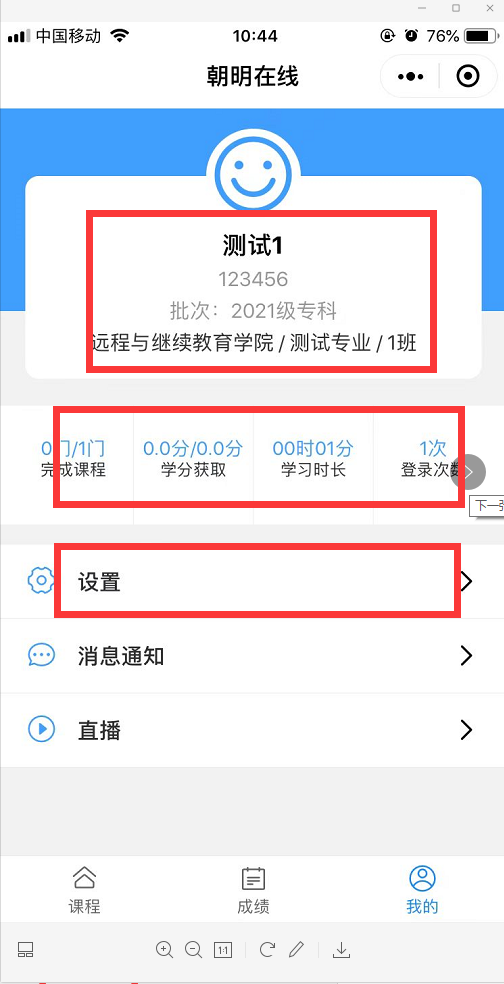 中国移动 10:44 76%
朝明在线
测试1
123456
批次：2021级专科
远程与继续教育学院 / 测试专业 / 1班
0门/1门 0.0分/0.0分 00时01分 1次
完成课程 学分获取 学习时长 登录次数
下一张
设置
消息通知
直播
课程 成绩 我的
1:1